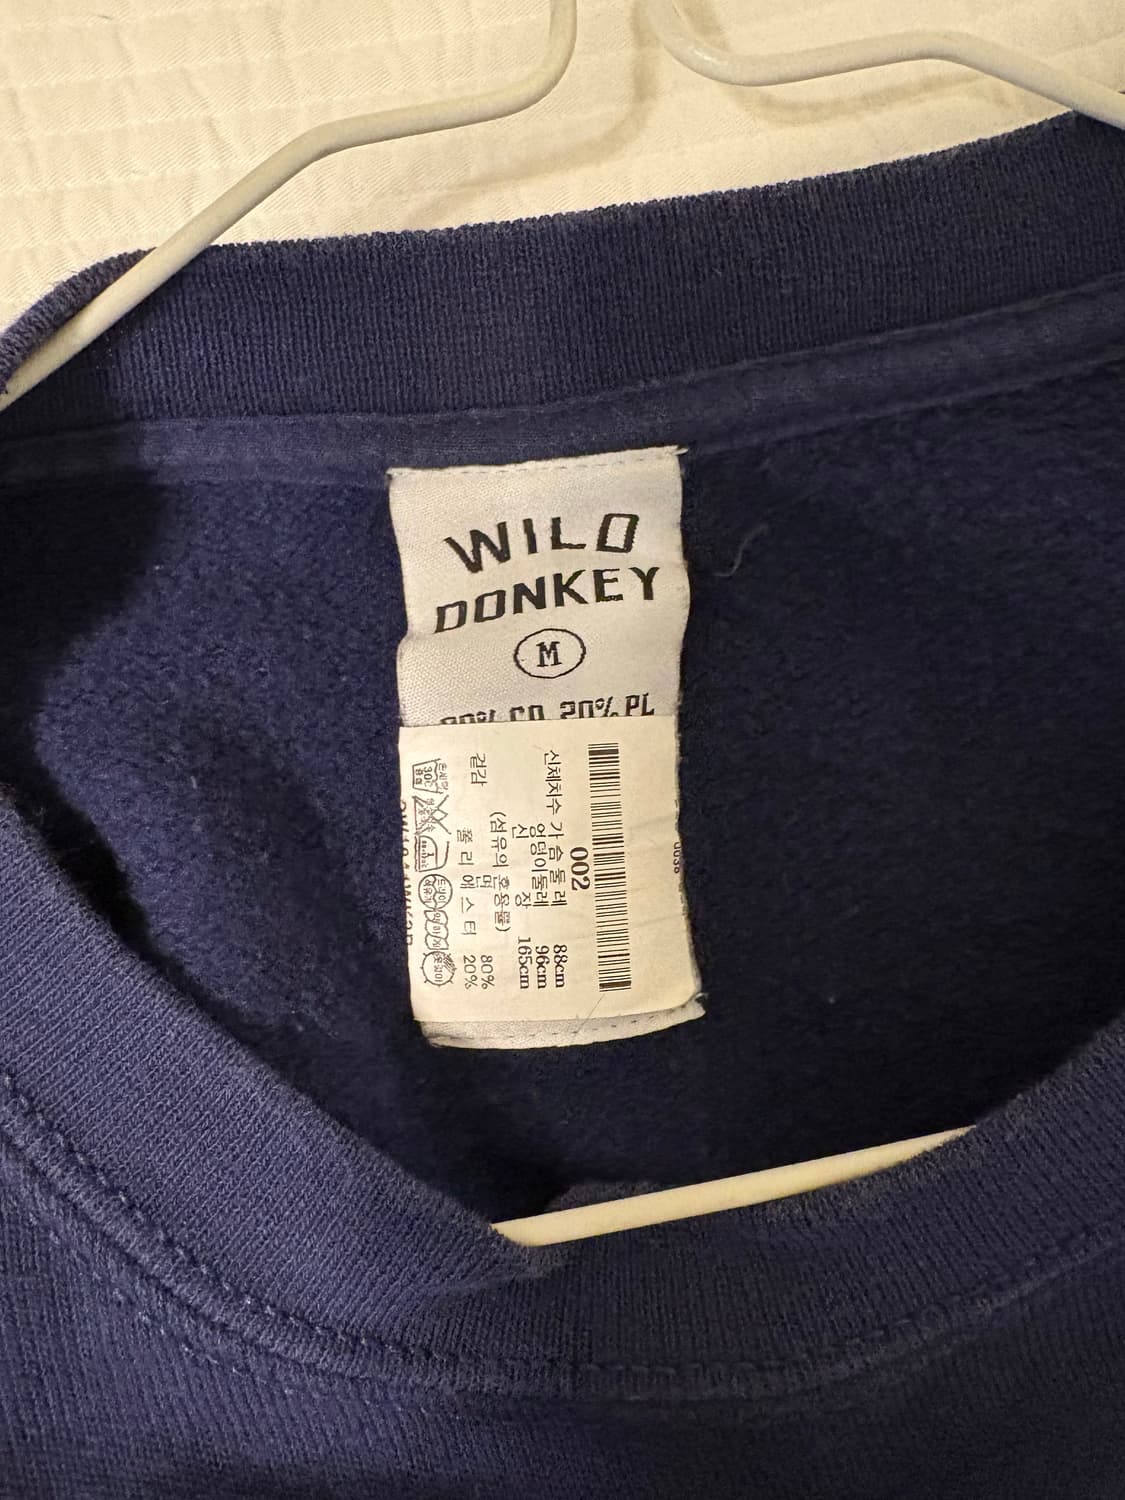 WILD
DONKEY
M
80% CO 20% PL
002
신체치수 가슴둘레 88cm
엉덩이둘레 96cm
신 장 165cm
(섬유의 혼용률)
겉감 면 80%
폴리에스터 20%
30℃